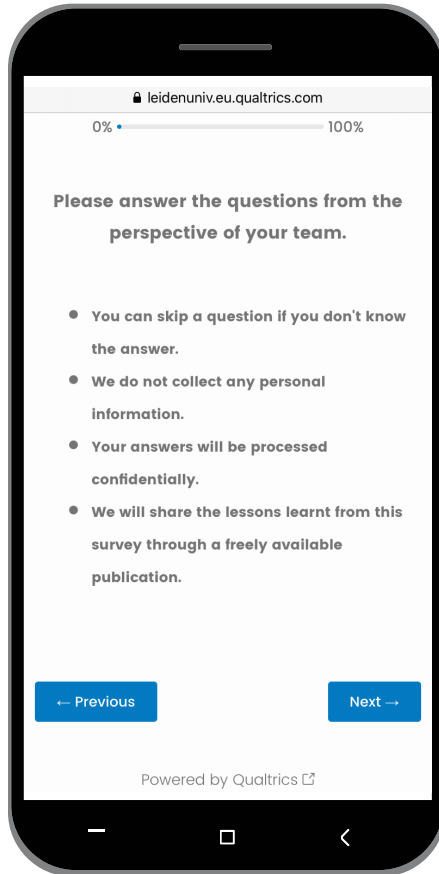 leidenuniv.eu.qualtrics.com
0% 100%
Please answer the questions from the
perspective of your team.
● You can skip a question if you don't know
the answer.
● We do not collect any personal
information.
● Your answers will be processed
confidentially.
● We will share the lessons learnt from this
survey through a freely available
publication.
← Previous Next →
Powered by Qualtrics